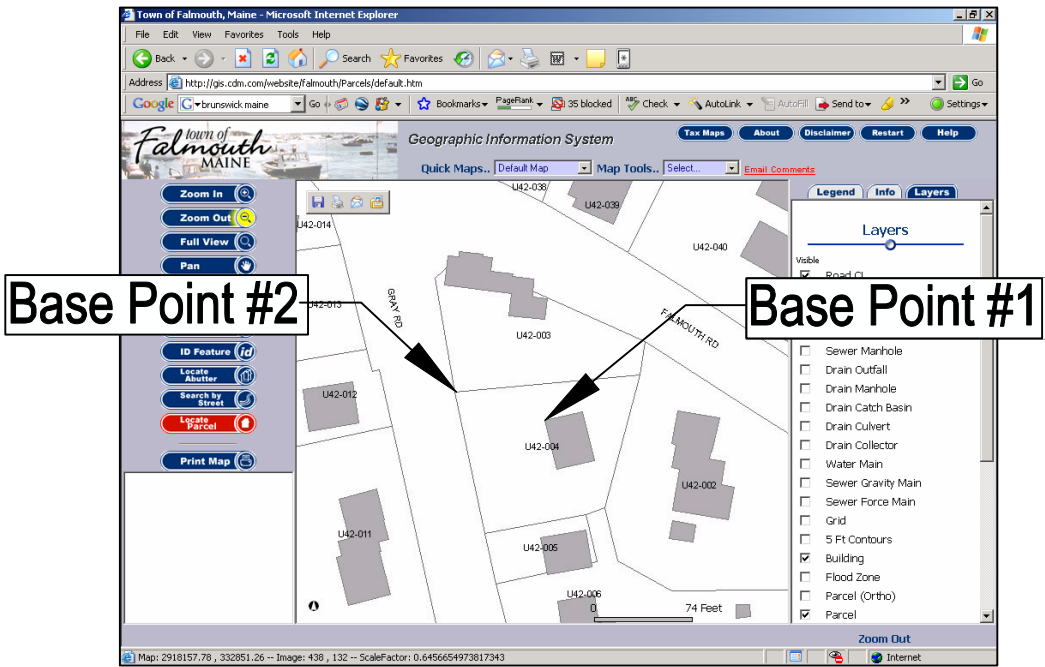 Town of Falmouth, Maine - Microsoft Internet Explorer
File Edit View Favorites Tools Help
Back Search Favorites
Address http://gis.cdm.com/website/falmouth/Parcels/default.htm Go
Google G brunswick maine Go Bookmarks PageRank 35 blocked ABC Check AutoLink AutoFill Send to Settings
town of
Falmouth
MAINE
Geographic Information System
Tax Maps About Disclaimer Restart Help
Quick Maps.. Default Map Map Tools.. Select... Email Comments
Zoom In
Zoom Out
Full View
Pan
ID Feature id
Locate
Abutter
Search by
Street
Locate
Parcel
Print Map
Legend Info Layers
Layers
Visible
Road CL
Sewer Manhole
Drain Outfall
Drain Manhole
Drain Catch Basin
Drain Culvert
Drain Collector
Water Main
Sewer Gravity Main
Sewer Force Main
Grid
5 Ft Contours
Building
Flood Zone
Parcel (Ortho)
Parcel
U42-038
U42-039
U42-014
U42-040
Base Point #2
Base Point #1
U42-013
GRAY RD
FALMOUTH RD
U42-003
U42-012
U42-004
U42-002
U42-011
U42-005
U42-006
0 74 Feet
Zoom Out
Map: 2918157.78 , 332851.26 -- Image: 438 , 132 -- ScaleFactor: 0.6456654973817343
Internet